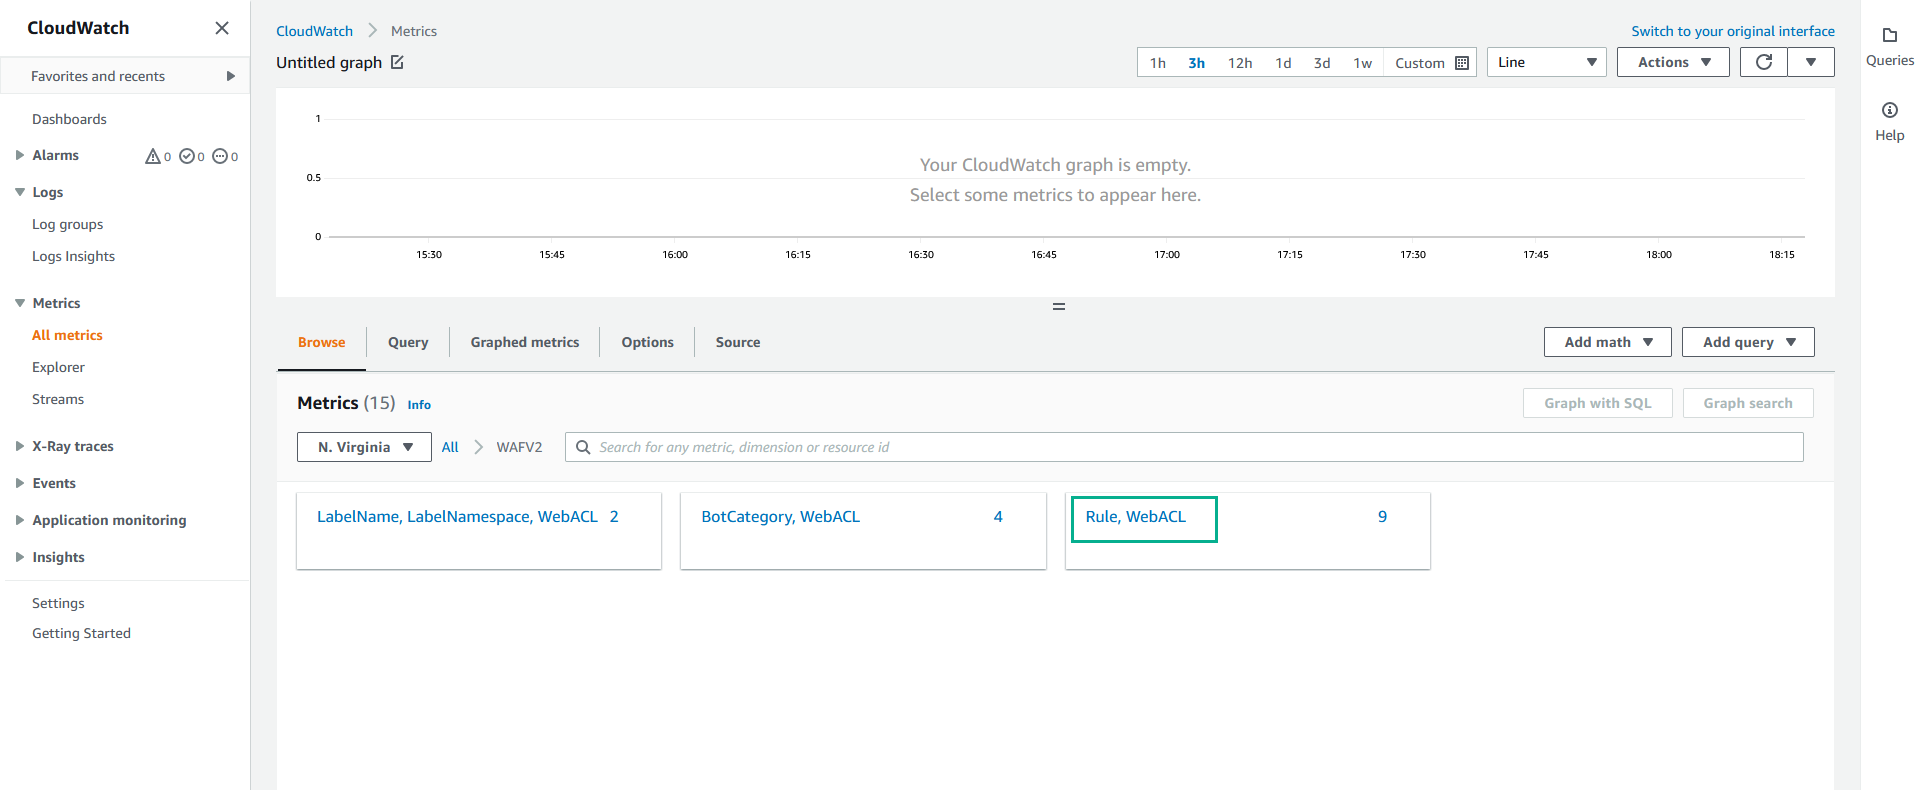 CloudWatch
Favorites and recents
Dashboards
Alarms 0 0 0
Logs
Log groups
Logs Insights
Metrics
All metrics
Explorer
Streams
X-Ray traces
Events
Application monitoring
Insights
Settings
Getting Started
CloudWatch Metrics
Switch to your original interface
Untitled graph
1h 3h 12h 1d 3d 1w Custom Line Actions
1
0.5
0
Your CloudWatch graph is empty.
Select some metrics to appear here.
15:30 15:45 16:00 16:15 16:30 16:45 17:00 17:15 17:30 17:45 18:00 18:15
Browse Query Graphed metrics Options Source Add math Add query
Metrics (15) Info Graph with SQL Graph search
N. Virginia All WAFV2 Search for any metric, dimension or resource id
LabelName, LabelNamespace, WebACL 2
BotCategory, WebACL 4
Rule, WebACL 9
Queries
Help